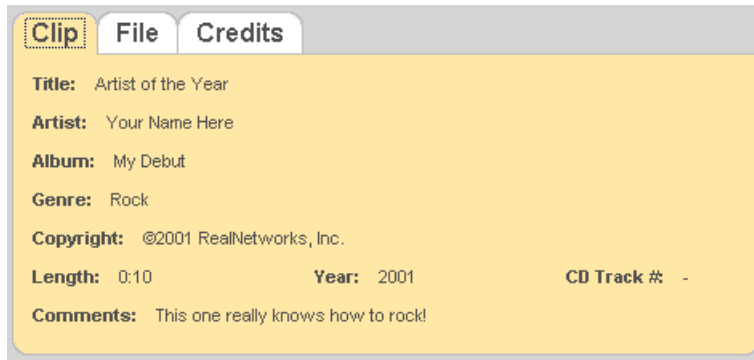 Clip File Credits
Title: Artist of the Year
Artist: Your Name Here
Album: My Debut
Genre: Rock
Copyright: ©2001 RealNetworks, Inc.
Length: 0:10 Year: 2001 CD Track #: -
Comments: This one really knows how to rock!